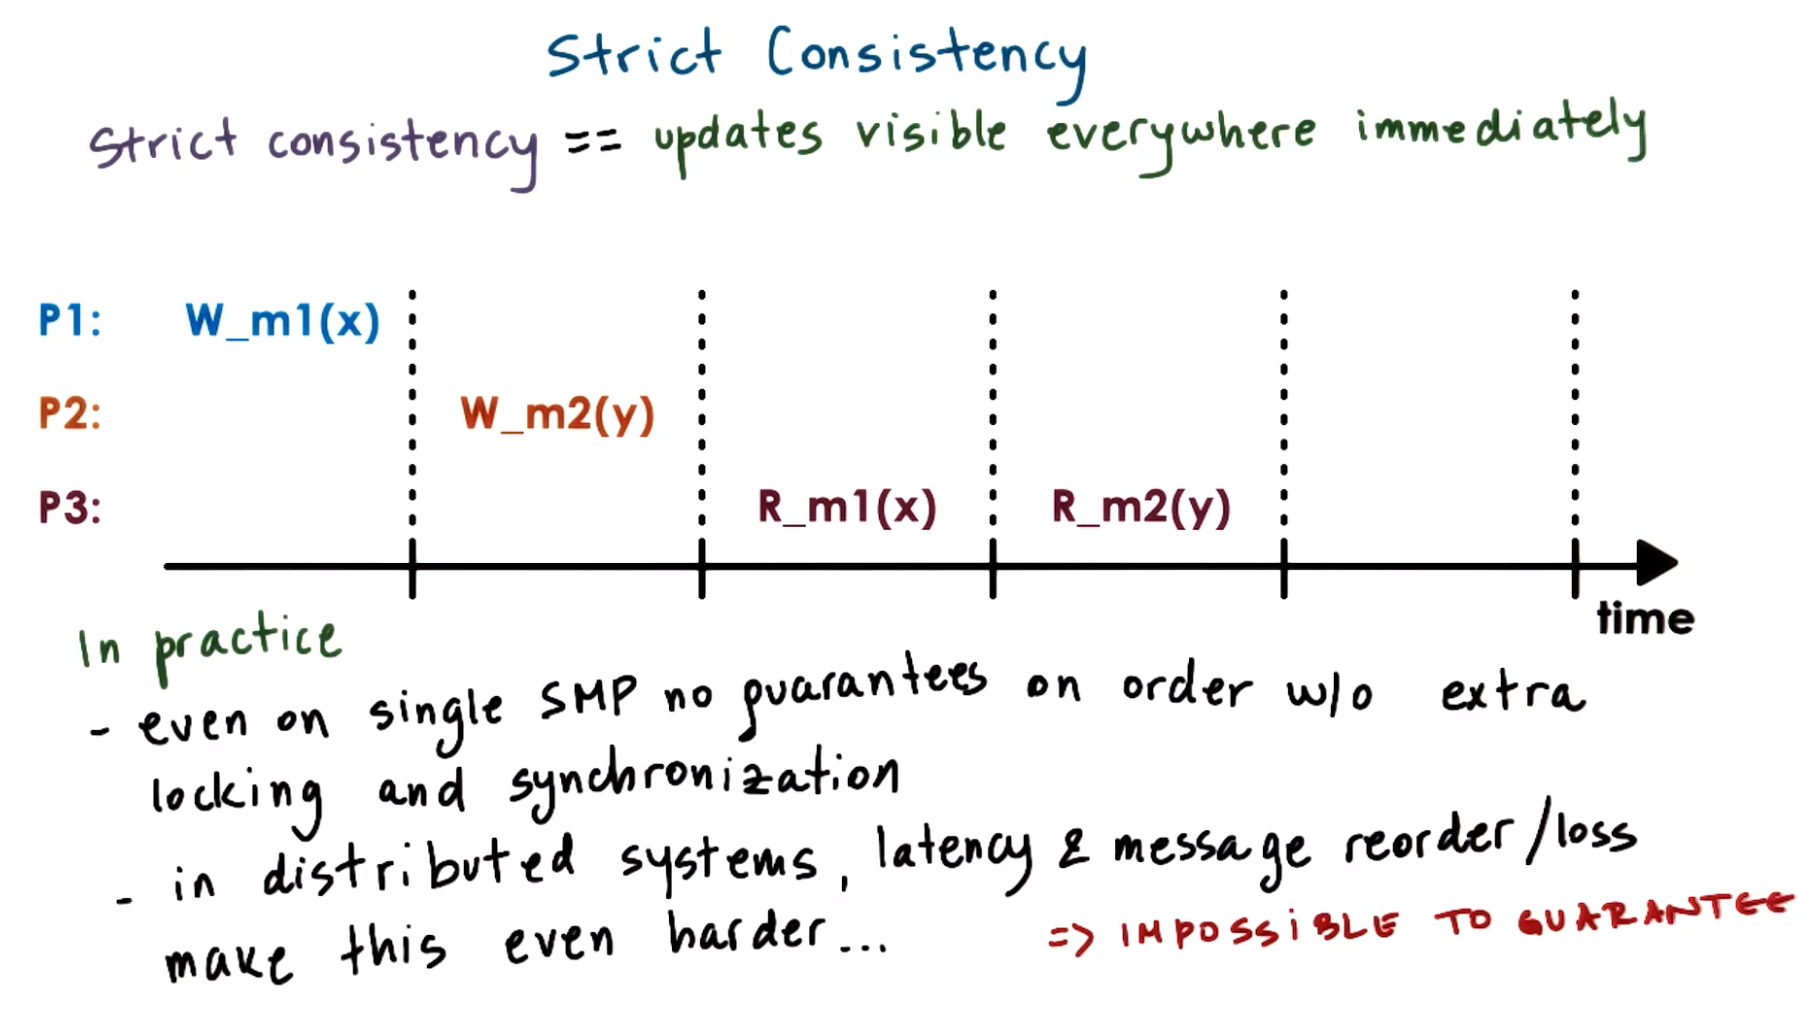 Strict Consistency
Strict consistency == updates visible everywhere immediately
P1: W_m1(x)
P2: W_m2(y)
P3: R_m1(x) R_m2(y)
time
In practice
- even on single SMP no guarantees on order w/o extra
locking and synchronization
- in distributed systems, latency & message reorder/loss
make this even harder...
=> IMPOSSIBLE TO GUARANTEE